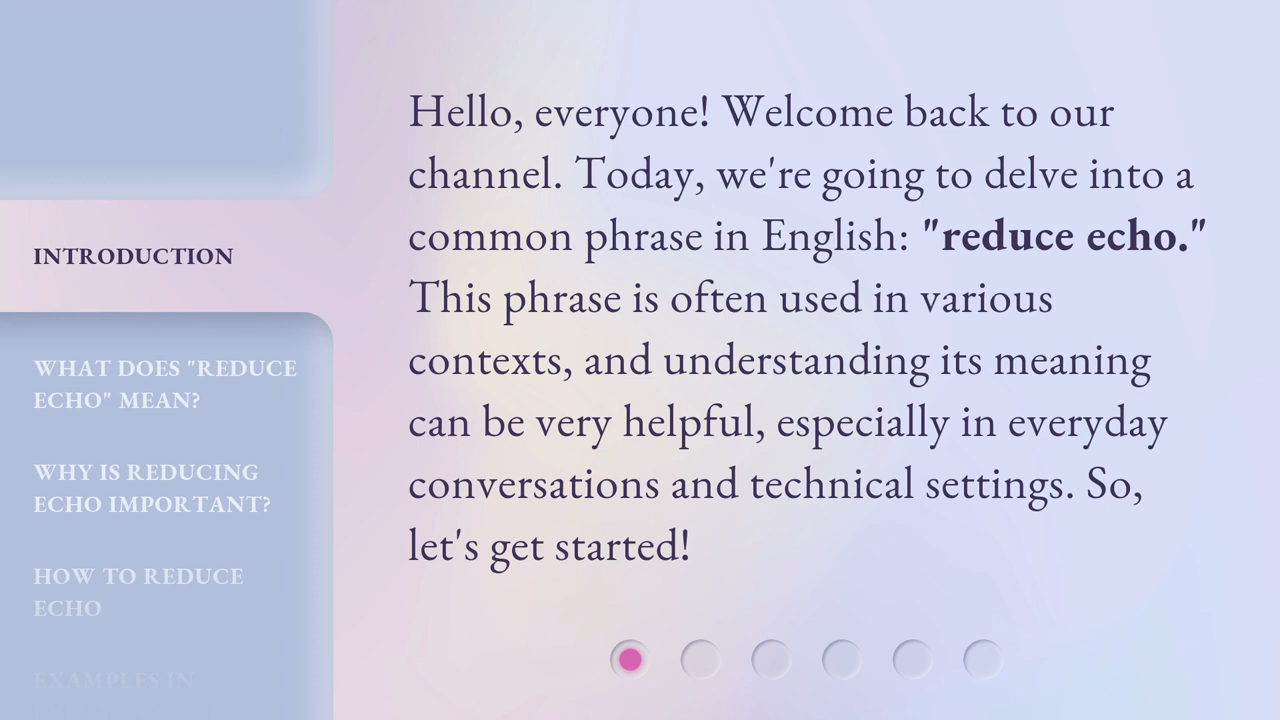 INTRODUCTION
WHAT DOES "REDUCE
ECHO" MEAN?
WHY IS REDUCING
ECHO IMPORTANT?
HOW TO REDUCE
ECHO
EXAMPLES IN
Hello, everyone! Welcome back to our
channel. Today, we're going to delve into a
common phrase in English: "reduce echo."
This phrase is often used in various
contexts, and understanding its meaning
can be very helpful, especially in everyday
conversations and technical settings. So,
let's get started!